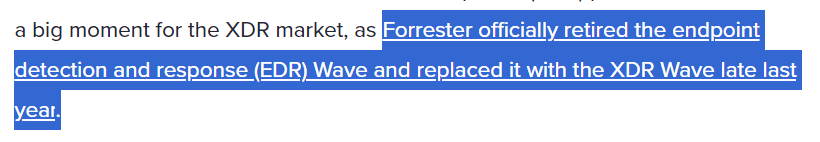 a big moment for the XDR market, as Forrester officially retired the endpoint
detection and response (EDR) Wave and replaced it with the XDR Wave late last
year.